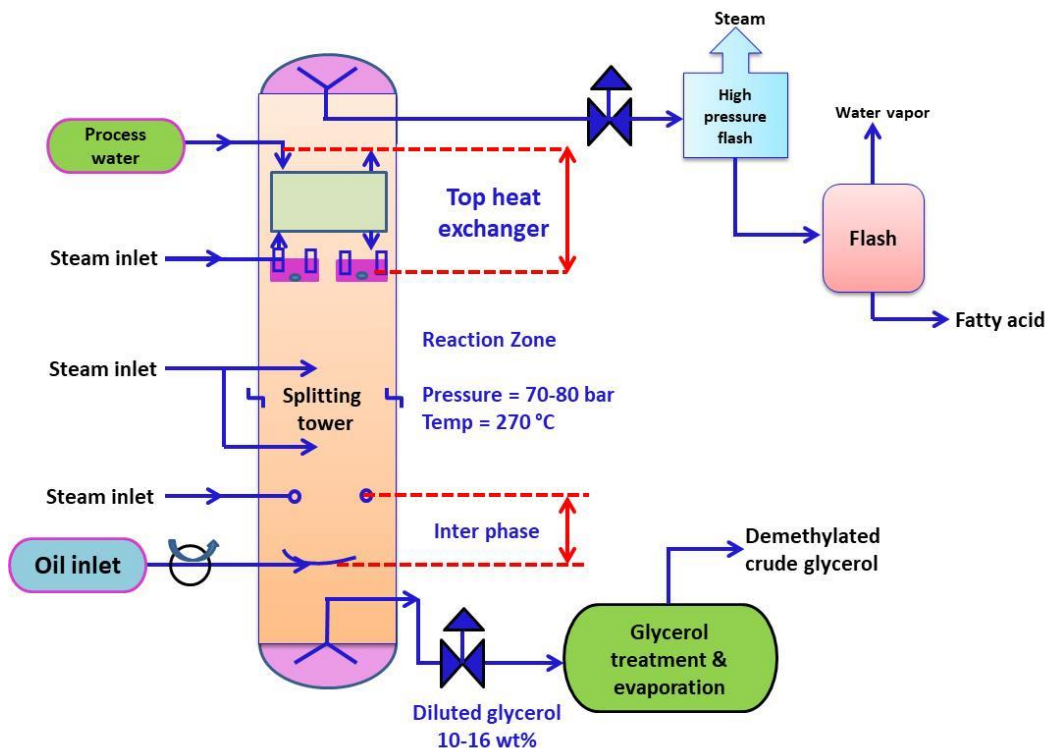 Steam
High
pressure
flash
Water vapor
Process
water
Top heat
exchanger
Flash
Steam inlet
Fatty acid
Reaction Zone
Steam inlet
Splitting
tower
Pressure = 70-80 bar
Temp = 270 °C
Steam inlet
Inter phase
Oil inlet
Demethylated
crude glycerol
Glycerol
treatment &
evaporation
Diluted glycerol
10-16 wt%